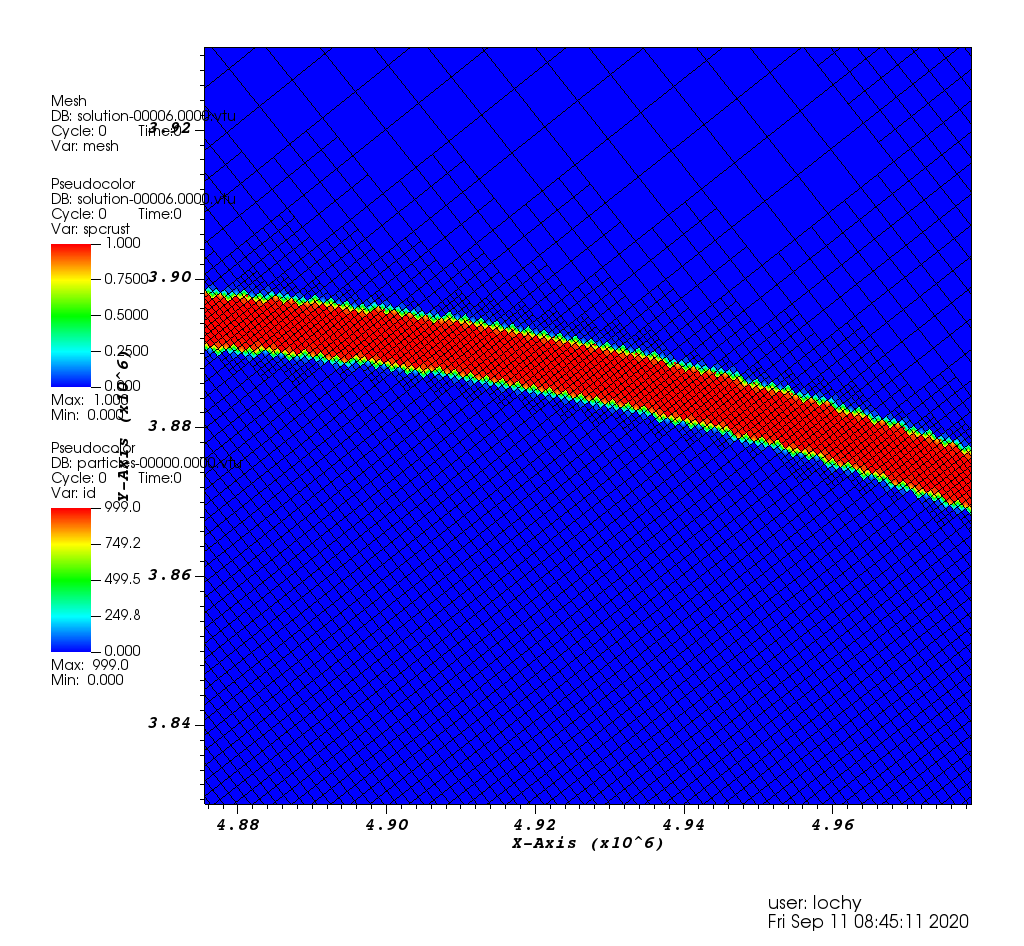 Mesh
DB: solution-00006.0000.vtu
Cycle: 0 Time:0
Var: mesh
Pseudocolor
DB: solution-00006.0000.vtu
Cycle: 0 Time:0
Var: spcrust
1.000
0.7500
0.5000
0.2500
0.000
Max: 1.000
Min: 0.000
Pseudocolor
DB: particles-00000.0000.vtu
Cycle: 0 Time:0
Var: id
999.0
749.2
499.5
249.8
0.000
Max: 999.0
Min: 0.000
Y-Axis (x10^6)
3.92
3.90
3.88
3.86
3.84
4.88 4.90 4.92 4.94 4.96
X-Axis (x10^6)
user: lochy
Fri Sep 11 08:45:11 2020